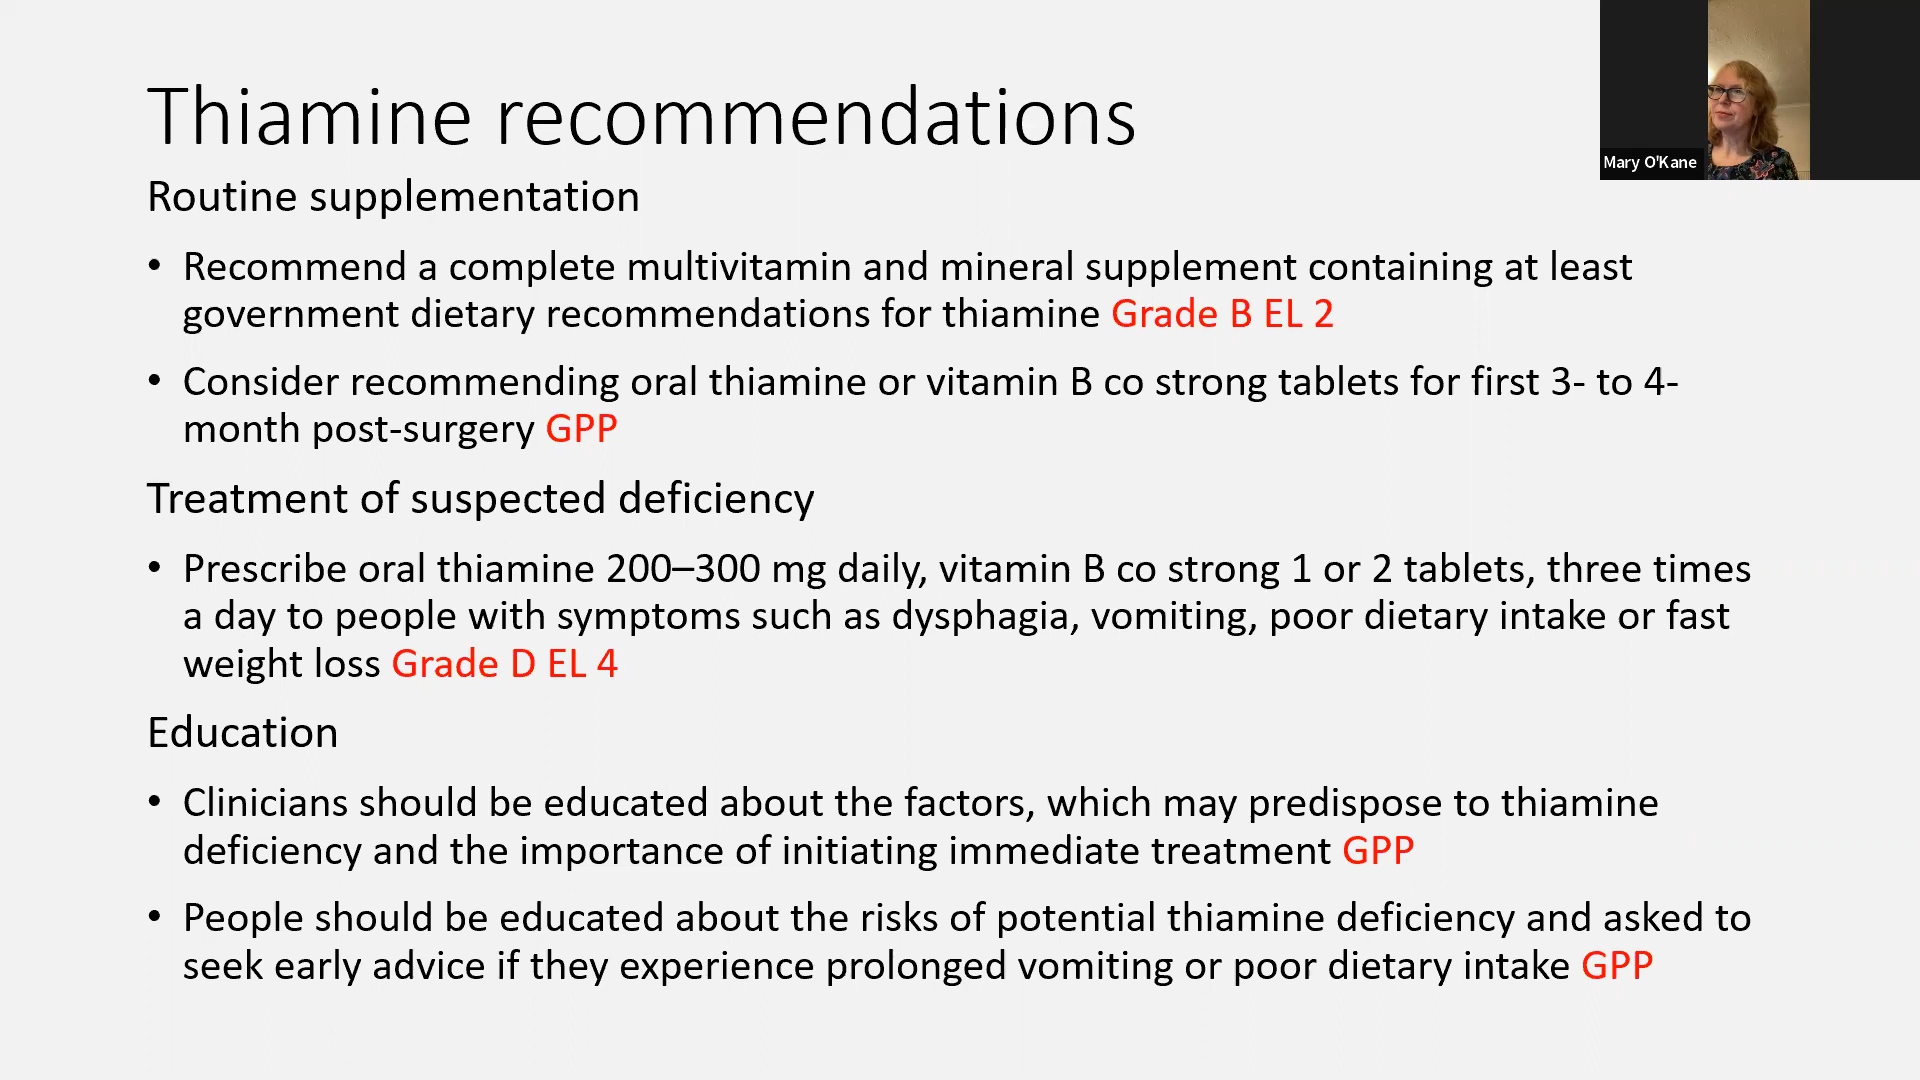 Thiamine recommendations
Mary O'Kane
Routine supplementation
• Recommend a complete multivitamin and mineral supplement containing at least
government dietary recommendations for thiamine Grade B EL 2
• Consider recommending oral thiamine or vitamin B co strong tablets for first 3- to 4-
month post-surgery GPP
Treatment of suspected deficiency
• Prescribe oral thiamine 200–300 mg daily, vitamin B co strong 1 or 2 tablets, three times
a day to people with symptoms such as dysphagia, vomiting, poor dietary intake or fast
weight loss Grade D EL 4
Education
• Clinicians should be educated about the factors, which may predispose to thiamine
deficiency and the importance of initiating immediate treatment GPP
• People should be educated about the risks of potential thiamine deficiency and asked to
seek early advice if they experience prolonged vomiting or poor dietary intake GPP